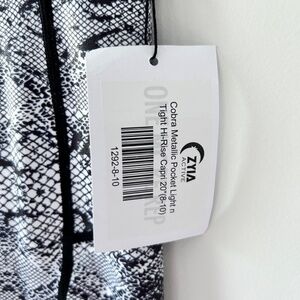 ZYIA
ACTIVE
Cobra Metallic Pocket Light n
Tight Hi-Rise Capri 20"(8-10)
1292-8-10